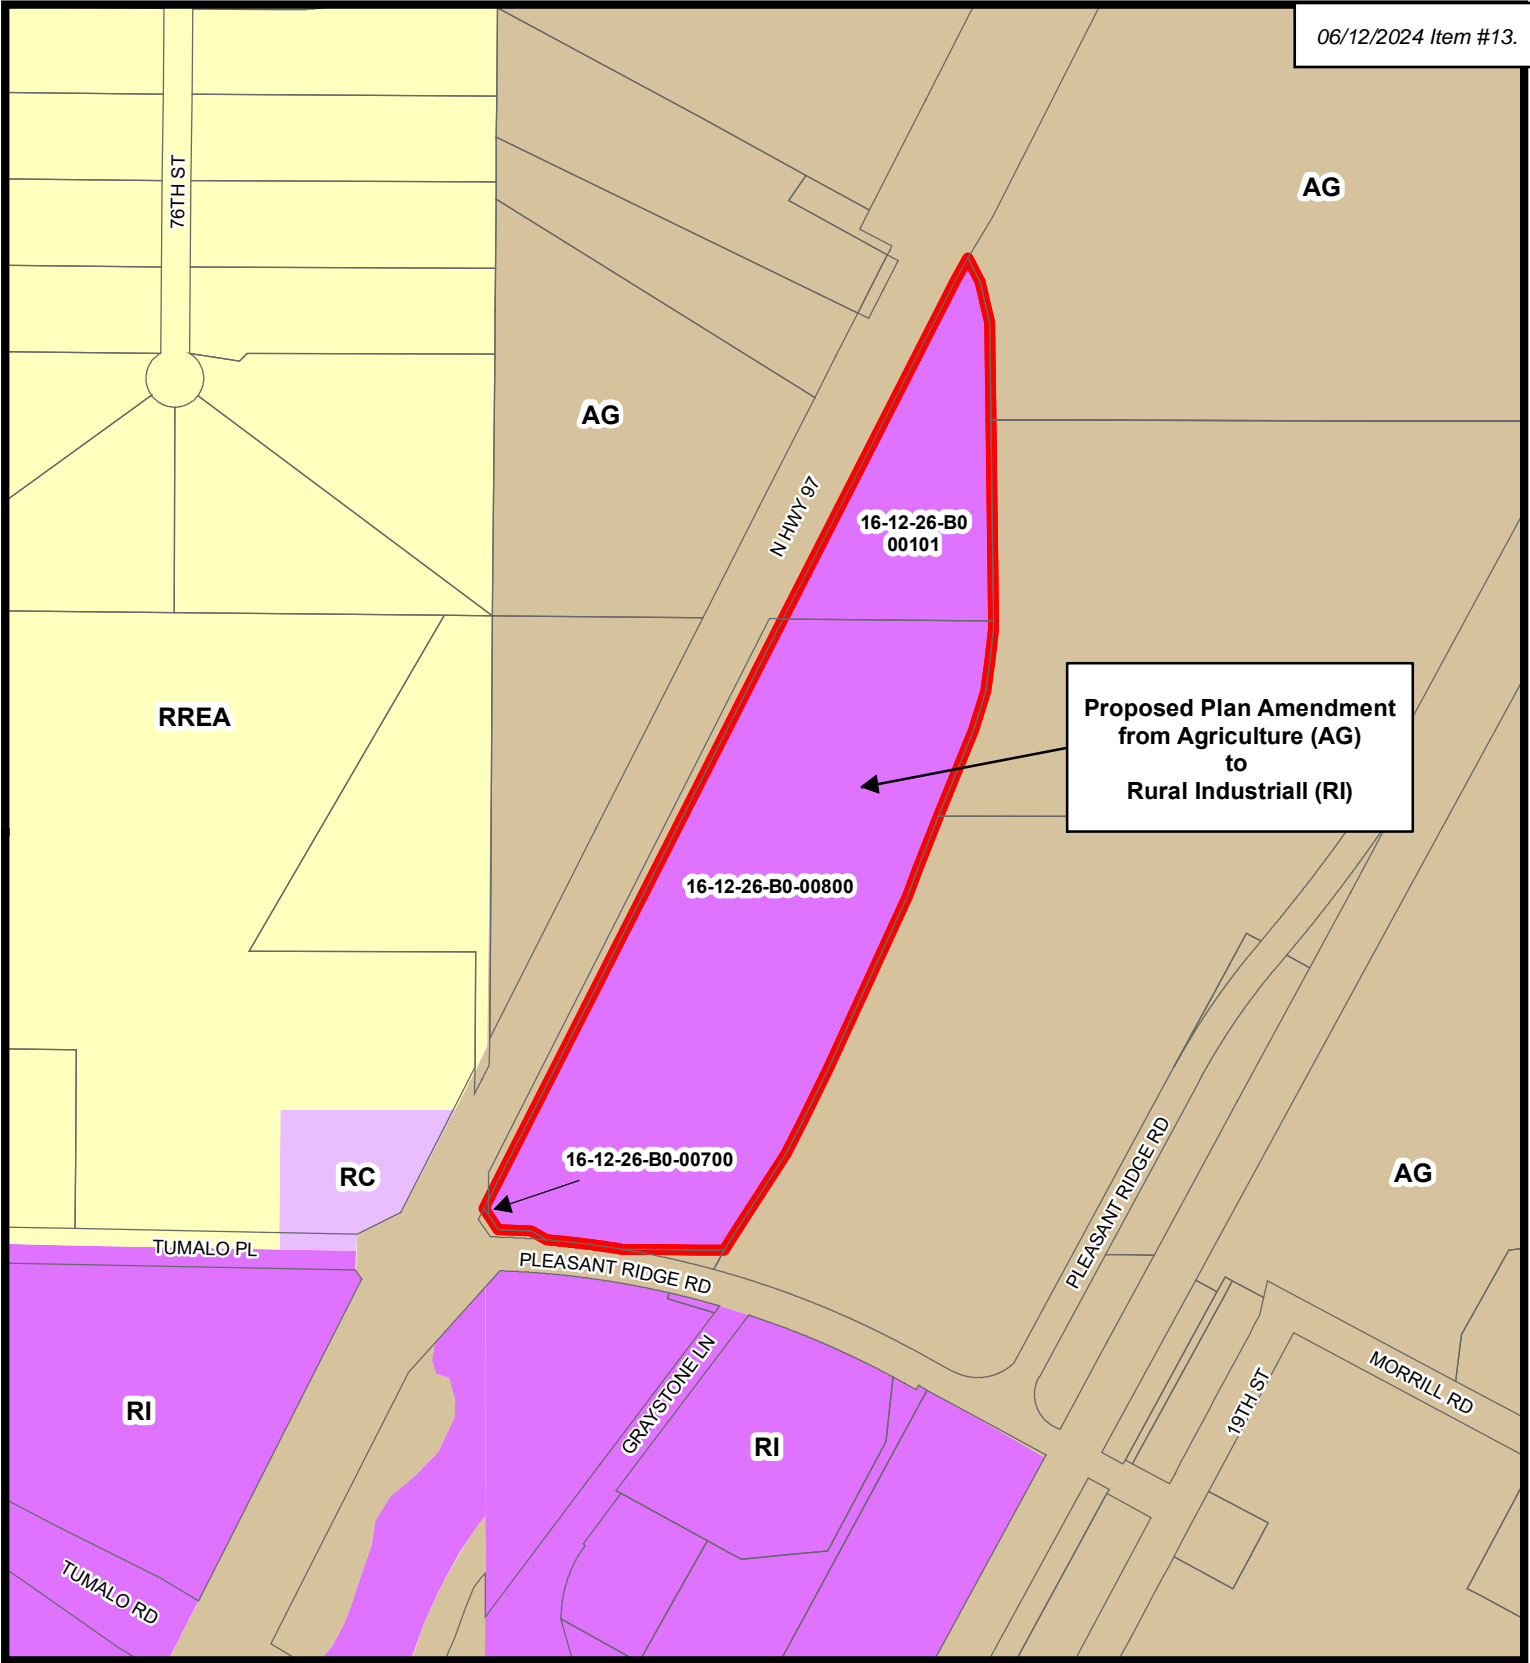 06/12/2024 Item #13.
76TH ST
AG
AG
N HWY 97
16-12-26-B0
00101
RREA
Proposed Plan Amendment
from Agriculture (AG)
to
Rural Industriall (RI)
16-12-26-B0-00800
16-12-26-B0-00700
RC
AG
PLEASANT RIDGE RD
TUMALO PL
PLEASANT RIDGE RD
GRAYSTONE LN
MORRILL RD
19TH ST
RI
RI
TUMALO RD